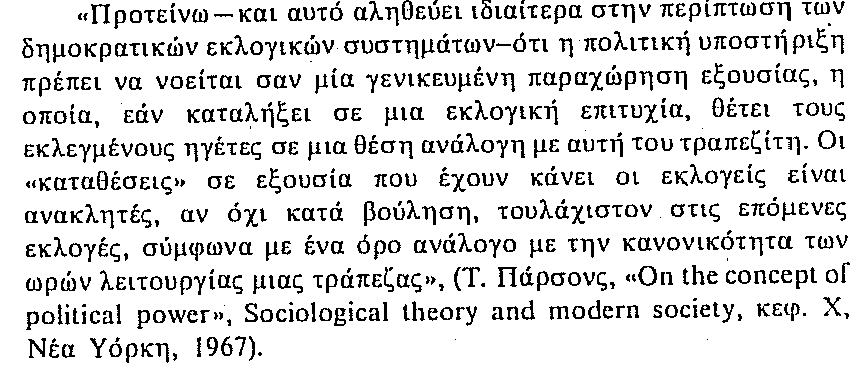 «Προτείνω—και αυτό αληθεύει ιδιαίτερα στην περίπτωση των
δημοκρατικών εκλογικών συστημάτων—ότι η πολιτική υποστήριξη
πρέπει να νοείται σαν μία γενικευμένη παραχώρηση εξουσίας, η
οποία, εάν καταλήξει σε μια εκλογική επιτυχία, θέτει τους
εκλεγμένους ηγέτες σε μια θέση ανάλογη με αυτή του τραπεζίτη. Οι
«καταθέσεις» σε εξουσία που έχουν κάνει οι εκλογείς είναι
ανακλητές, αν όχι κατά βούληση, τουλάχιστον στις επόμενες
εκλογές, σύμφωνα με ένα όρο ανάλογο με την κανονικότητα των
ωρών λειτουργίας μιας τράπεζας», (Τ. Πάρσονς, «On the concept of
political power», Sociological theory and modern society, κεφ. Χ,
Νέα Υόρκη, 1967).